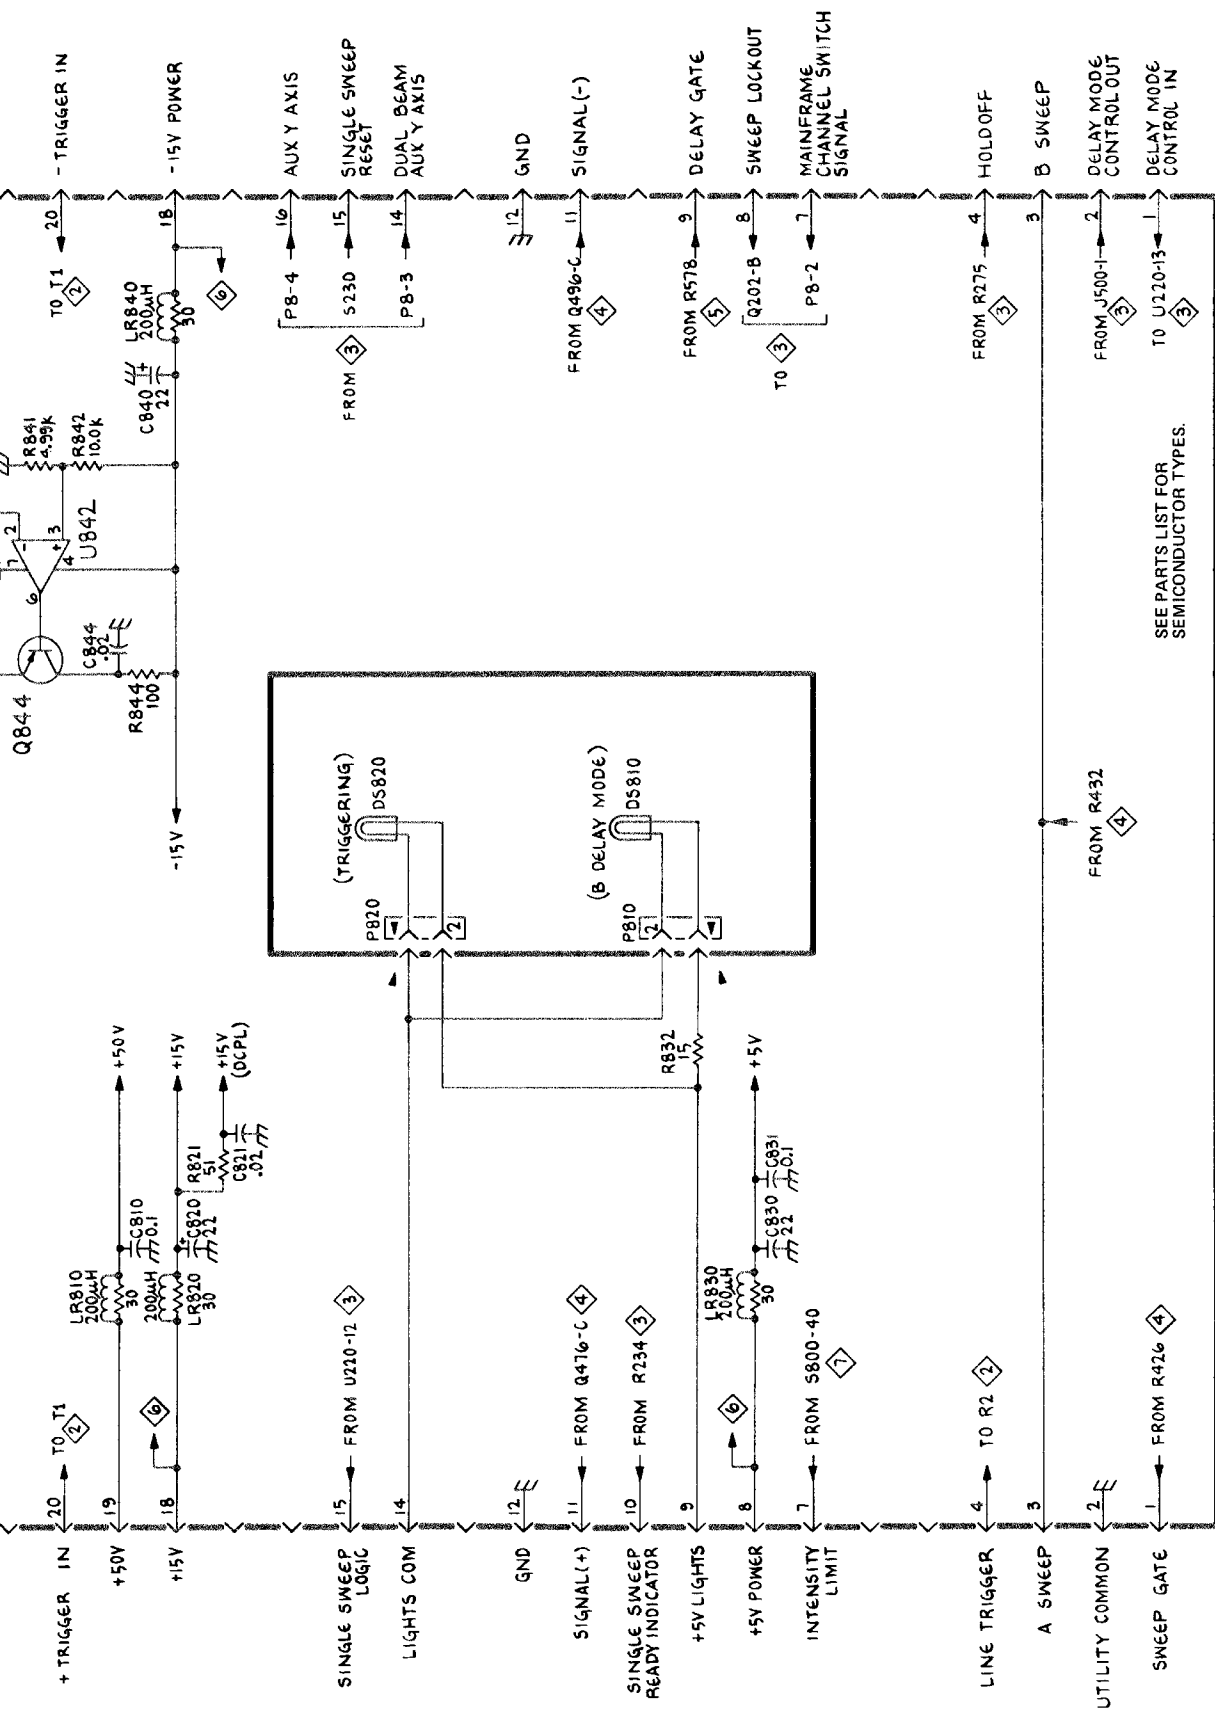 + TRIGGER IN
20
TO T1
2
+50V
19
LR810
200µH
30
C810
0.1
+50V
+15V
18
6
200µH
LR820
30
C820
22
+
R821
51
C821
.02
+15V
+15V
(DCPL)
SINGLE SWEEP
LOGIC
15
FROM U220-12
3
LIGHTS COM
14
GND
12
SIGNAL(+)
11
FROM Q476-C
4
SINGLE SWEEP
READY INDICATOR
10
FROM R234
3
+5V LIGHTS
9
R832
15
+5V POWER
8
6
LR830
200µH
30
C830
22
C831
0.1
+5V
INTENSITY
LIMIT
7
FROM S800-40
7
LINE TRIGGER
4
TO R2
2
A SWEEP
3
UTILITY COMMON
2
SWEEP GATE
1
FROM R426
4
P820
2
(TRIGGERING)
DS820
P810
2
(B DELAY MODE)
DS810
FROM R432
4
Q844
6
7
2
-
3
+
4
U842
R841
4.99K
R842
10.0K
C844
.02
R844
100
-15V
C840
22
+
LR840
200µH
30
6
TO T1
2
20
- TRIGGER IN
18
-15V POWER
P8-4
16
AUX Y AXIS
S230
15
SINGLE SWEEP
RESET
P8-3
14
DUAL BEAM
AUX Y AXIS
FROM
3
12
GND
FROM Q496-C
4
11
SIGNAL(-)
FROM R578
5
9
DELAY GATE
Q202-B
8
SWEEP LOCKOUT
P8-2
7
MAINFRAME
CHANNEL SWITCH
SIGNAL
TO
3
FROM R275
3
4
HOLDOFF
3
B SWEEP
FROM J500-1
3
2
DELAY MODE
CONTROL OUT
TO U220-13
3
1
DELAY MODE
CONTROL IN
SEE PARTS LIST FOR
SEMICONDUCTOR TYPES.